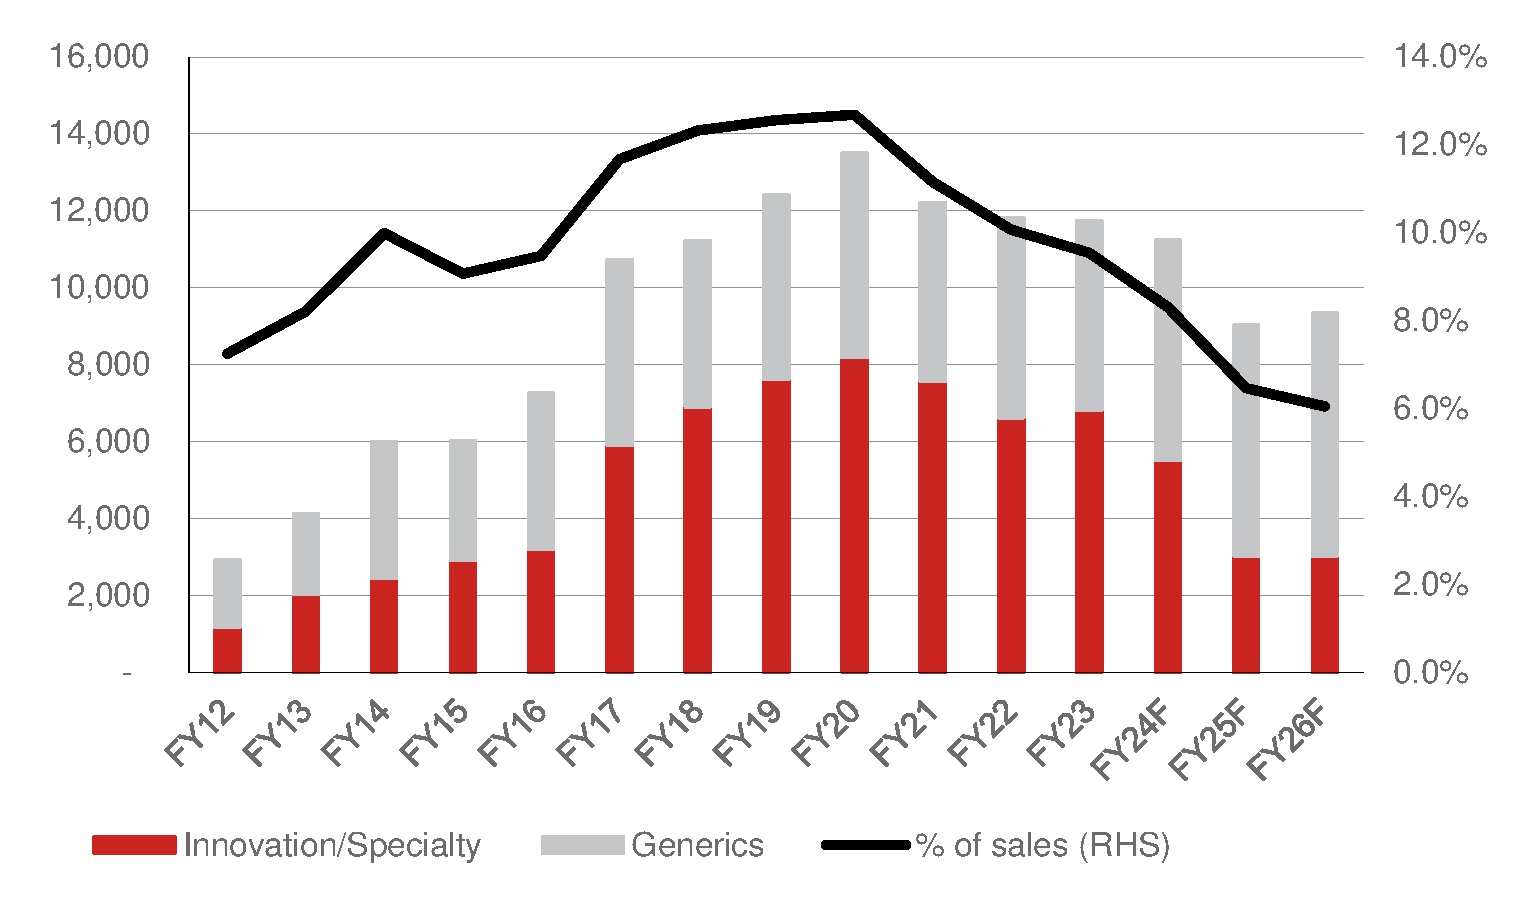 16,000
14,000
12,000
10,000
8,000
6,000
4,000
2,000
-
14.0%
12.0%
10.0%
8.0%
6.0%
4.0%
2.0%
0.0%
FY12
FY13
FY14
FY15
FY16
FY17
FY18
FY19
FY20
FY21
FY22
FY23
FY24F
FY25F
FY26F
Innovation/Specialty
Generics
% of sales (RHS)